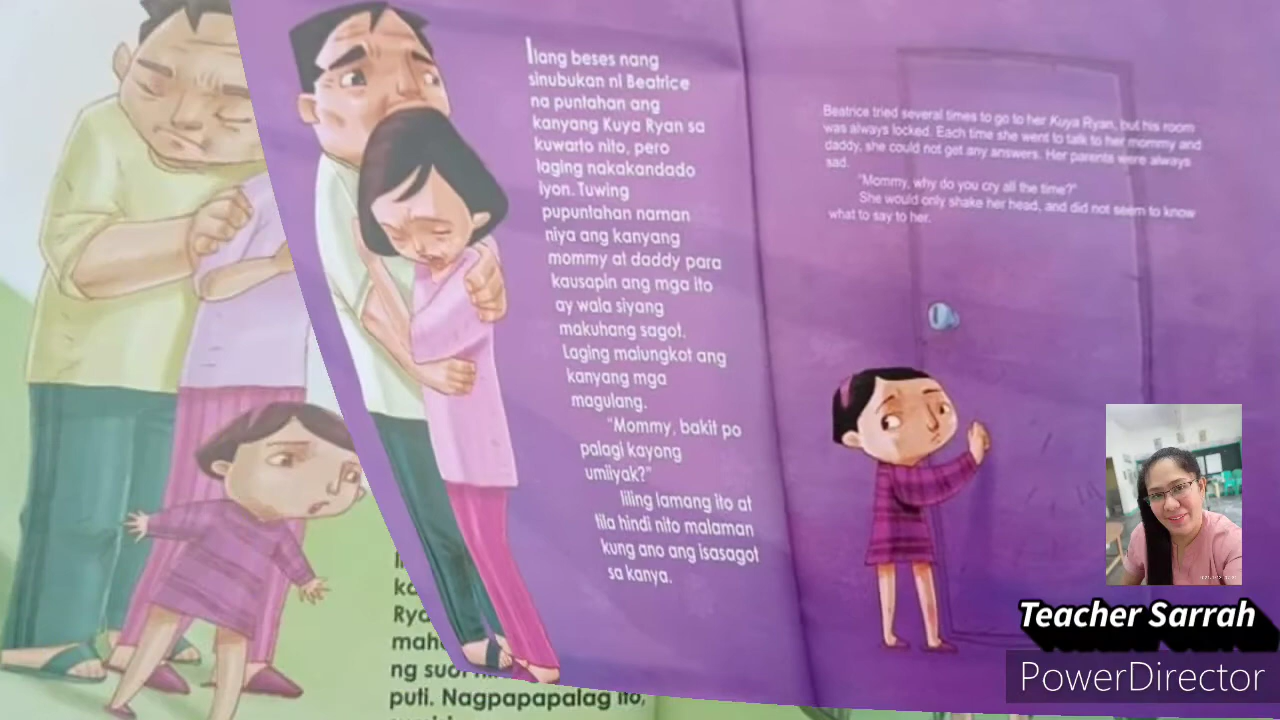 Ilang beses nang
sinubukan ni Beatrice
na puntahan ang
kanyang Kuya Ryan sa
kuwarto nito, pero
laging nakakandado
iyon. Tuwing
pupuntahan naman
niya ang kanyang
mommy at daddy para
kausapin ang mga ito
ay wala siyang
makuhang sagot.
Laging malungkot ang
kanyang mga
magulang.
"Mommy, bakit po
palagi kayong
umiiyak?"
Iiling lamang ito at
tila hindi nito malaman
kung ano ang isasagot
sa kanya.
Beatrice tried several times to go to her Kuya Ryan, but his room
was always locked. Each time she went to talk to her mommy and
daddy, she could not get any answers. Her parents were always
sad.
"Mommy, why do you cry all the time?"
She would only shake her head, and did not seem to know
what to say to her.
ng
puti. Nagpapapalag ito,
Teacher Sarrah
PowerDirector